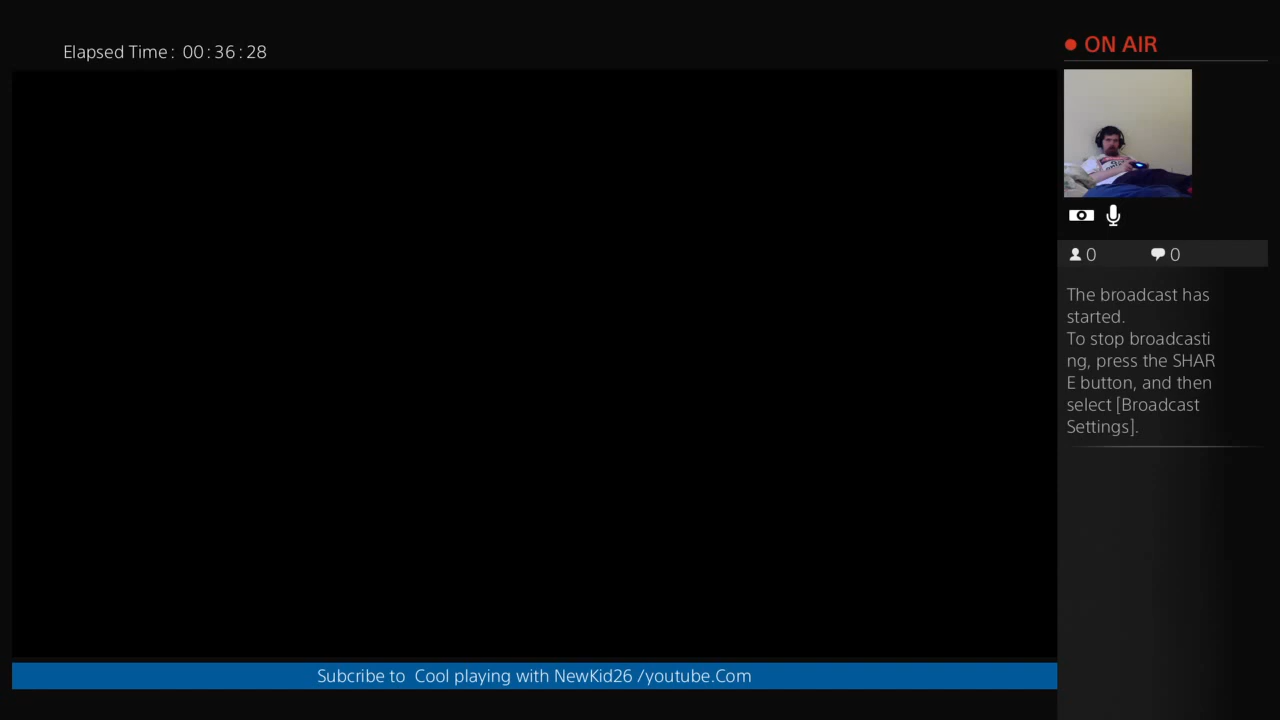 Elapsed Time: 00:36:28
ON AIR
0 0
The broadcast has
started.
To stop broadcasti
ng, press the SHAR
E button, and then
select [Broadcast
Settings].
Subcribe to  Cool playing with NewKid26 /youtube.Com